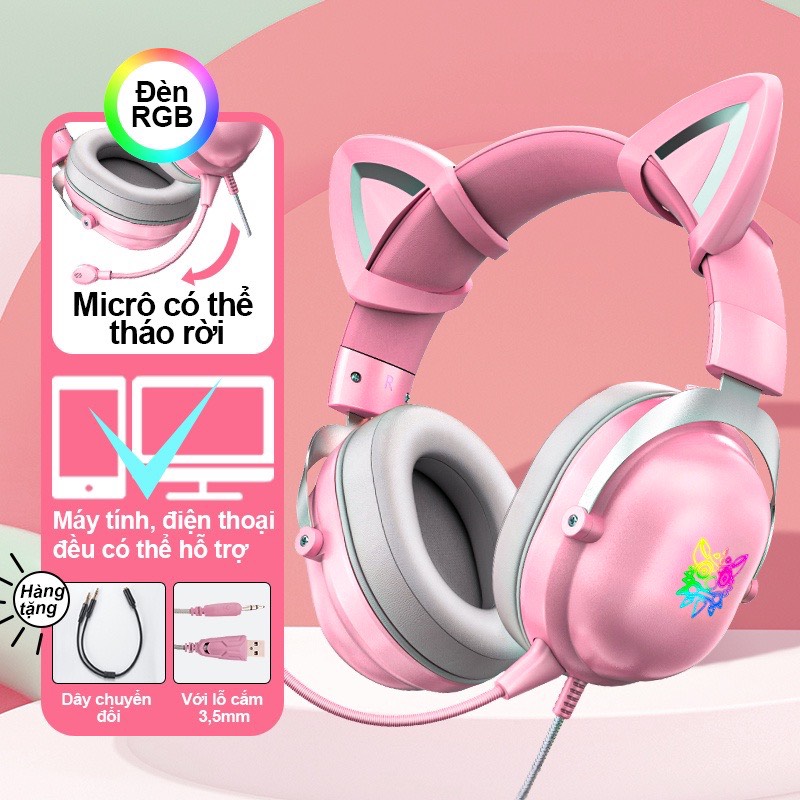 Đèn
RGB
Micrô có thể
tháo rời
Máy tính, điện thoại
đều có thể hỗ trợ
Hàng
tặng
Dây chuyển
đổi
Với lỗ cắm
3,5mm
R